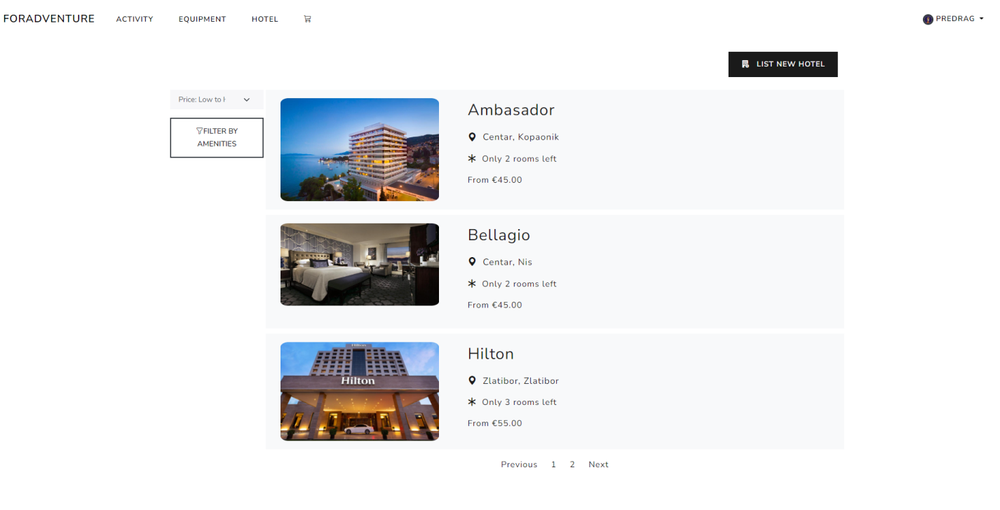 FORADVENTURE ACTIVITY EQUIPMENT HOTEL PREDRAG
LIST NEW HOTEL
Price: Low to H
FILTER BY
AMENITIES
Ambasador
Centar, Kopaonik
Only 2 rooms left
From €45.00
Bellagio
Centar, Nis
Only 2 rooms left
From €45.00
Hilton
Hilton
Hilton
Zlatibor, Zlatibor
Only 3 rooms left
From €55.00
Previous 1 2 Next